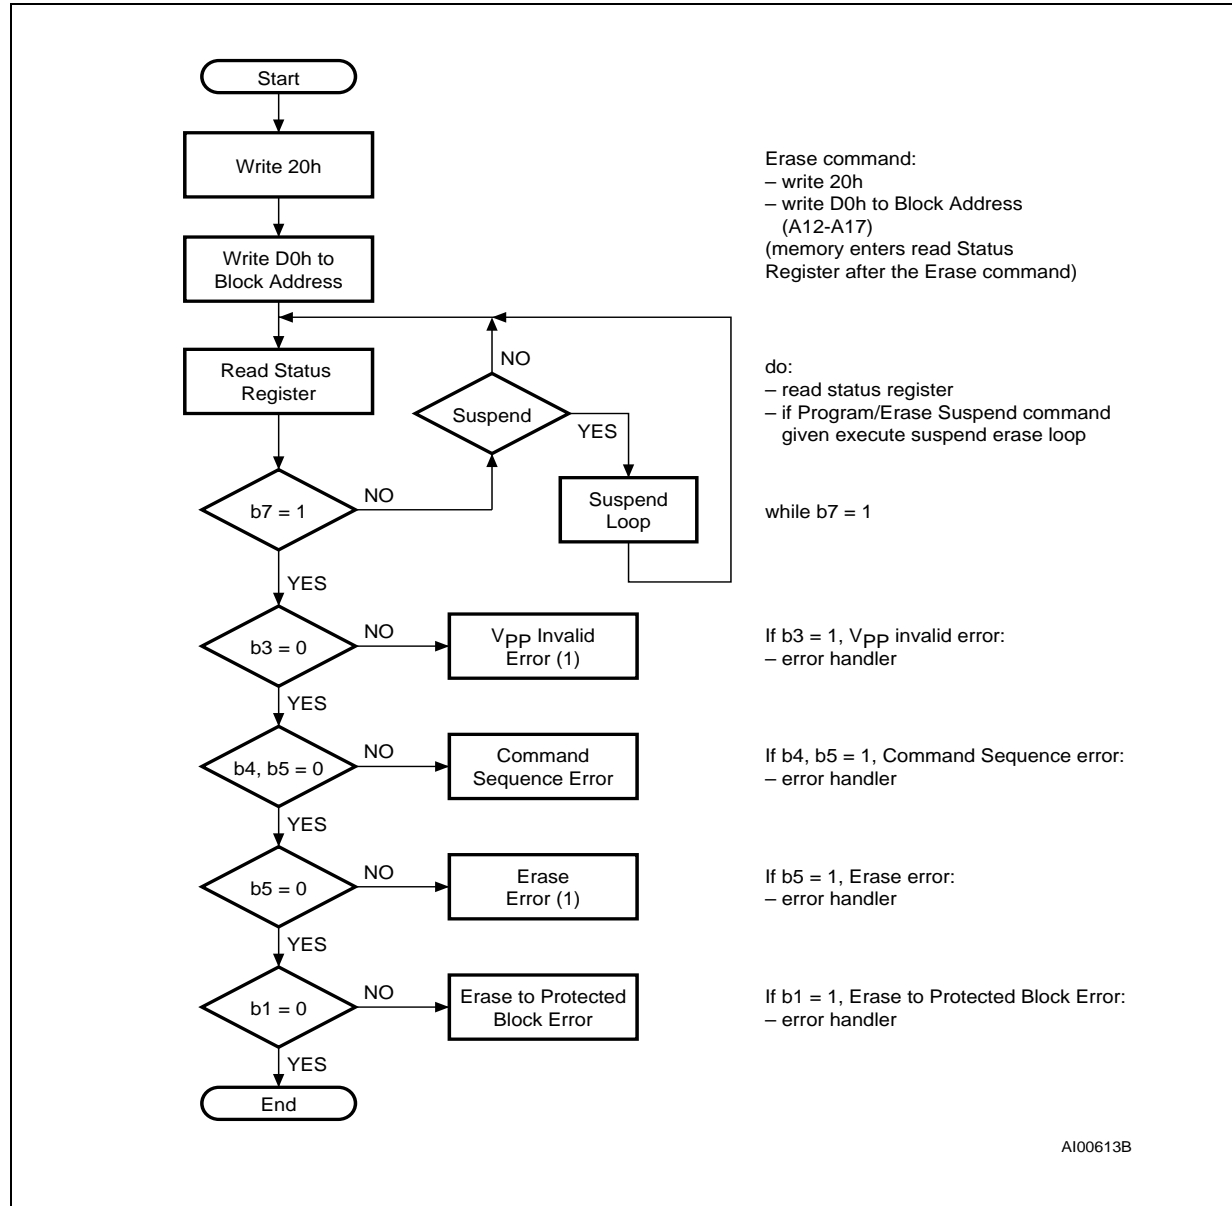 Start
Write 20h
Erase command:
– write 20h
– write D0h to Block Address
(A12-A17)
(memory enters read Status
Register after the Erase command)
Write D0h to
Block Address
Read Status
Register
NO
Suspend
YES
do:
– read status register
– if Program/Erase Suspend command
given execute suspend erase loop
b7 = 1
NO
Suspend
Loop
while b7 = 1
YES
b3 = 0
NO
VPP Invalid
Error (1)
If b3 = 1, VPP invalid error:
– error handler
YES
b4, b5 = 0
NO
Command
Sequence Error
If b4, b5 = 1, Command Sequence error:
– error handler
YES
b5 = 0
NO
Erase
Error (1)
If b5 = 1, Erase error:
– error handler
YES
b1 = 0
NO
Erase to Protected
Block Error
If b1 = 1, Erase to Protected Block Error:
– error handler
YES
End
AI00613B